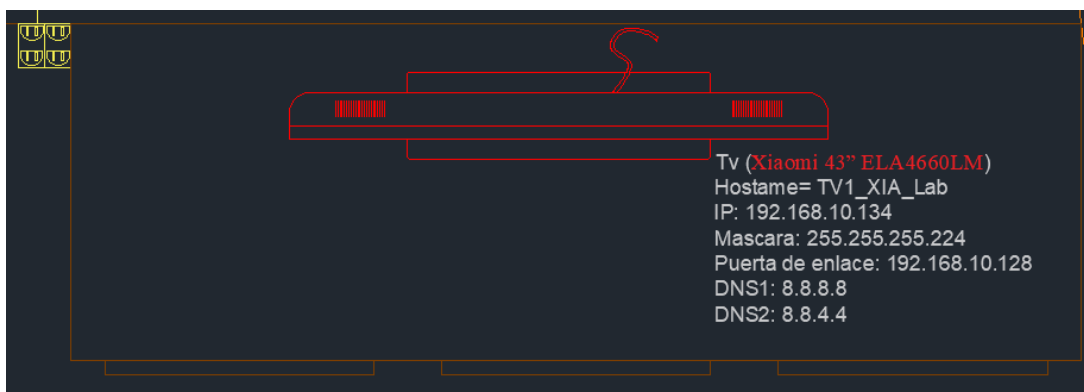 Tv (Xiaomi 43” ELA4660LM)
Hostame= TV1_XIA_Lab
IP: 192.168.10.134
Mascara: 255.255.255.224
Puerta de enlace: 192.168.10.128
DNS1: 8.8.8.8
DNS2: 8.8.4.4